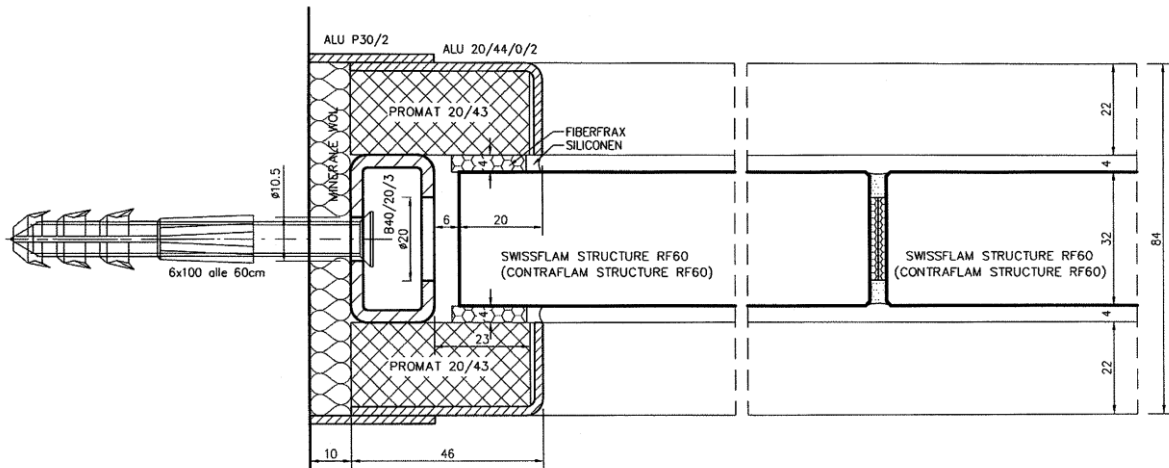 ALU P30/2
ALU 20/44/0/2
PROMAT 20/43
FIBERFRAX
SILICONEN
MINERALE WOL
ø10.5
B40/20/3
ø20
6x100 alle 60cm
4
6
20
SWISSFLAM STRUCTURE RF60
(CONTRAFLAM STRUCTURE RF60)
SWISSFLAM STRUCTURE RF60
(CONTRAFLAM STRUCTURE RF60)
4
23
PROMAT 20/43
10
46
22
4
32
4
22
84